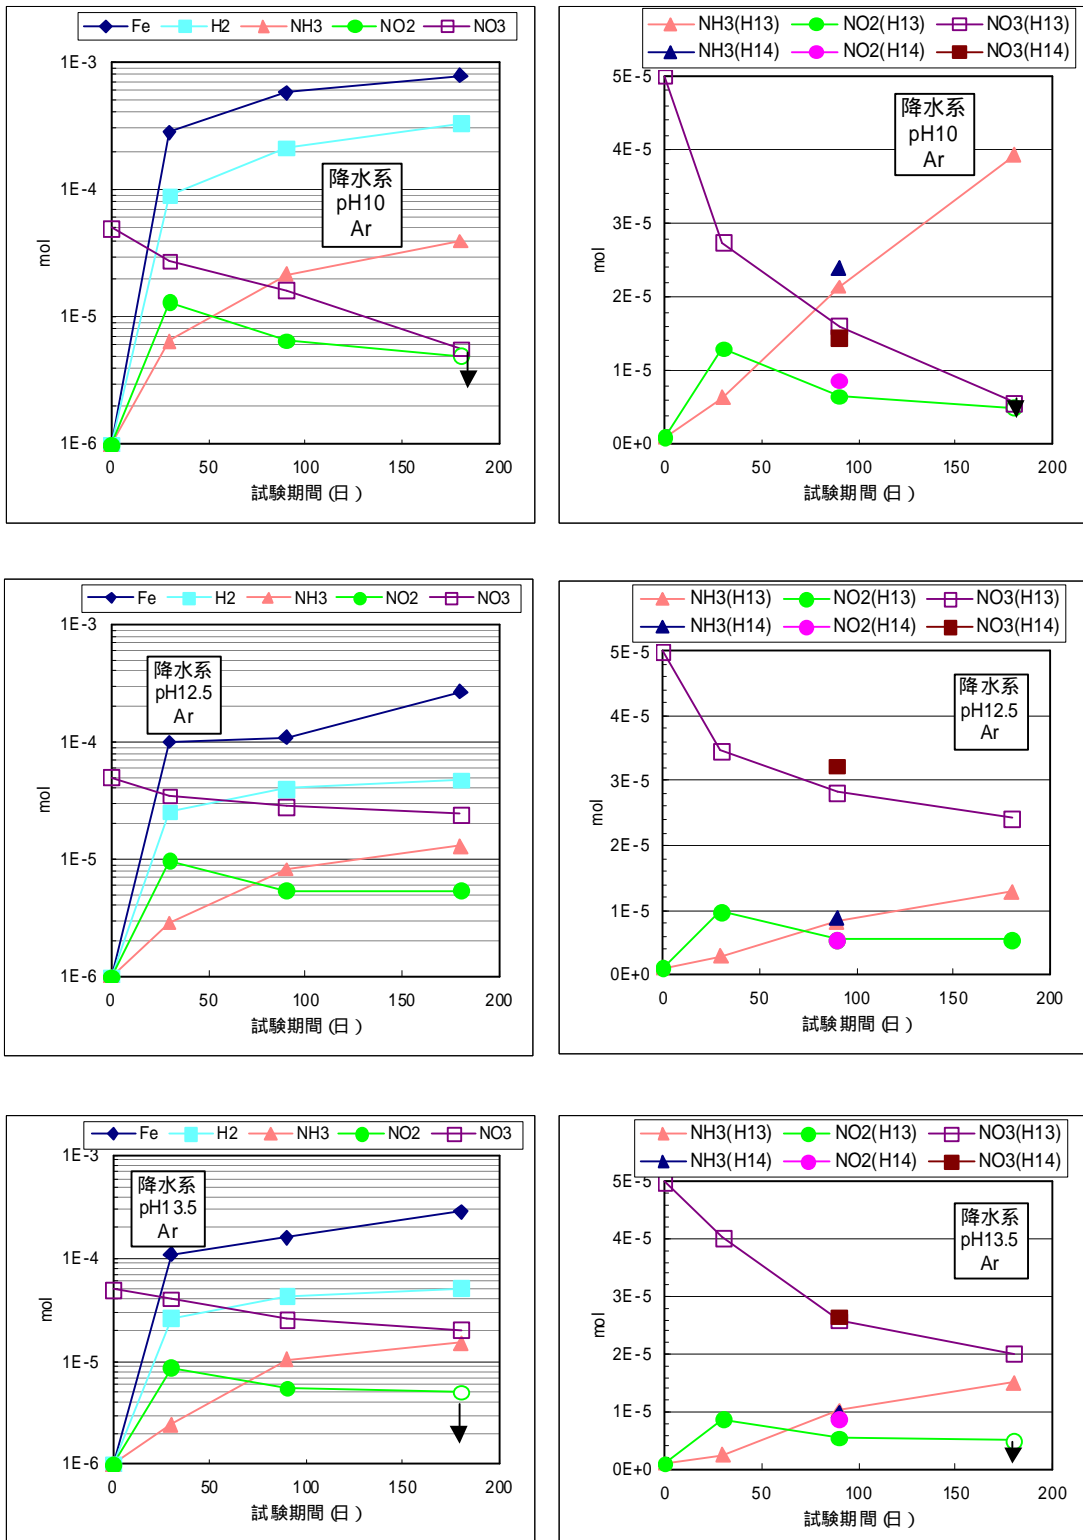 Fe H2 NH3 NO2 NO3
1E-3
1E-4
1E-5
1E-6
mol
降水系
pH10
Ar
0 50 100 150 200
試験期間(日)
NH3(H13) NO2(H13) NO3(H13)
NH3(H14) NO2(H14) NO3(H14)
5E-5
4E-5
3E-5
2E-5
1E-5
0E+0
mol
降水系
pH10
Ar
0 50 100 150 200
試験期間(日)
Fe H2 NH3 NO2 NO3
1E-3
1E-4
1E-5
1E-6
mol
降水系
pH12.5
Ar
0 50 100 150 200
試験期間(日)
NH3(H13) NO2(H13) NO3(H13)
NH3(H14) NO2(H14) NO3(H14)
5E-5
4E-5
3E-5
2E-5
1E-5
0E+0
mol
降水系
pH12.5
Ar
0 50 100 150 200
試験期間(日)
Fe H2 NH3 NO2 NO3
1E-3
1E-4
1E-5
1E-6
mol
降水系
pH13.5
Ar
0 50 100 150 200
試験期間(日)
NH3(H13) NO2(H13) NO3(H13)
NH3(H14) NO2(H14) NO3(H14)
5E-5
4E-5
3E-5
2E-5
1E-5
0E+0
mol
降水系
pH13.5
Ar
0 50 100 150 200
試験期間(日)